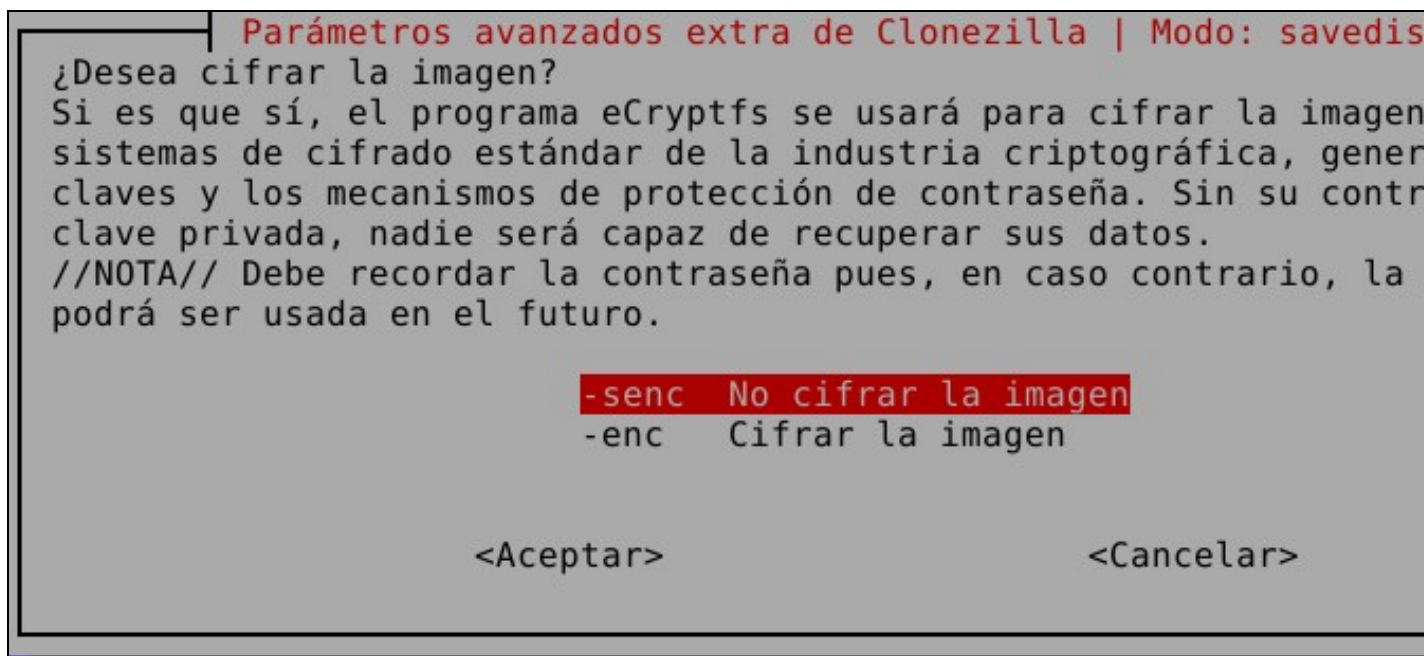 Parámetros avanzados extra de Clonezilla | Modo: savedis
¿Desea cifrar la imagen?
Si es que sí, el programa eCryptfs se usará para cifrar la imagen
sistemas de cifrado estándar de la industria criptográfica, gener
claves y los mecanismos de protección de contraseña. Sin su contr
clave privada, nadie será capaz de recuperar sus datos.
//NOTA// Debe recordar la contraseña pues, en caso contrario, la
podrá ser usada en el futuro.
-senc No cifrar la imagen
-enc Cifrar la imagen
<Aceptar> <Cancelar>